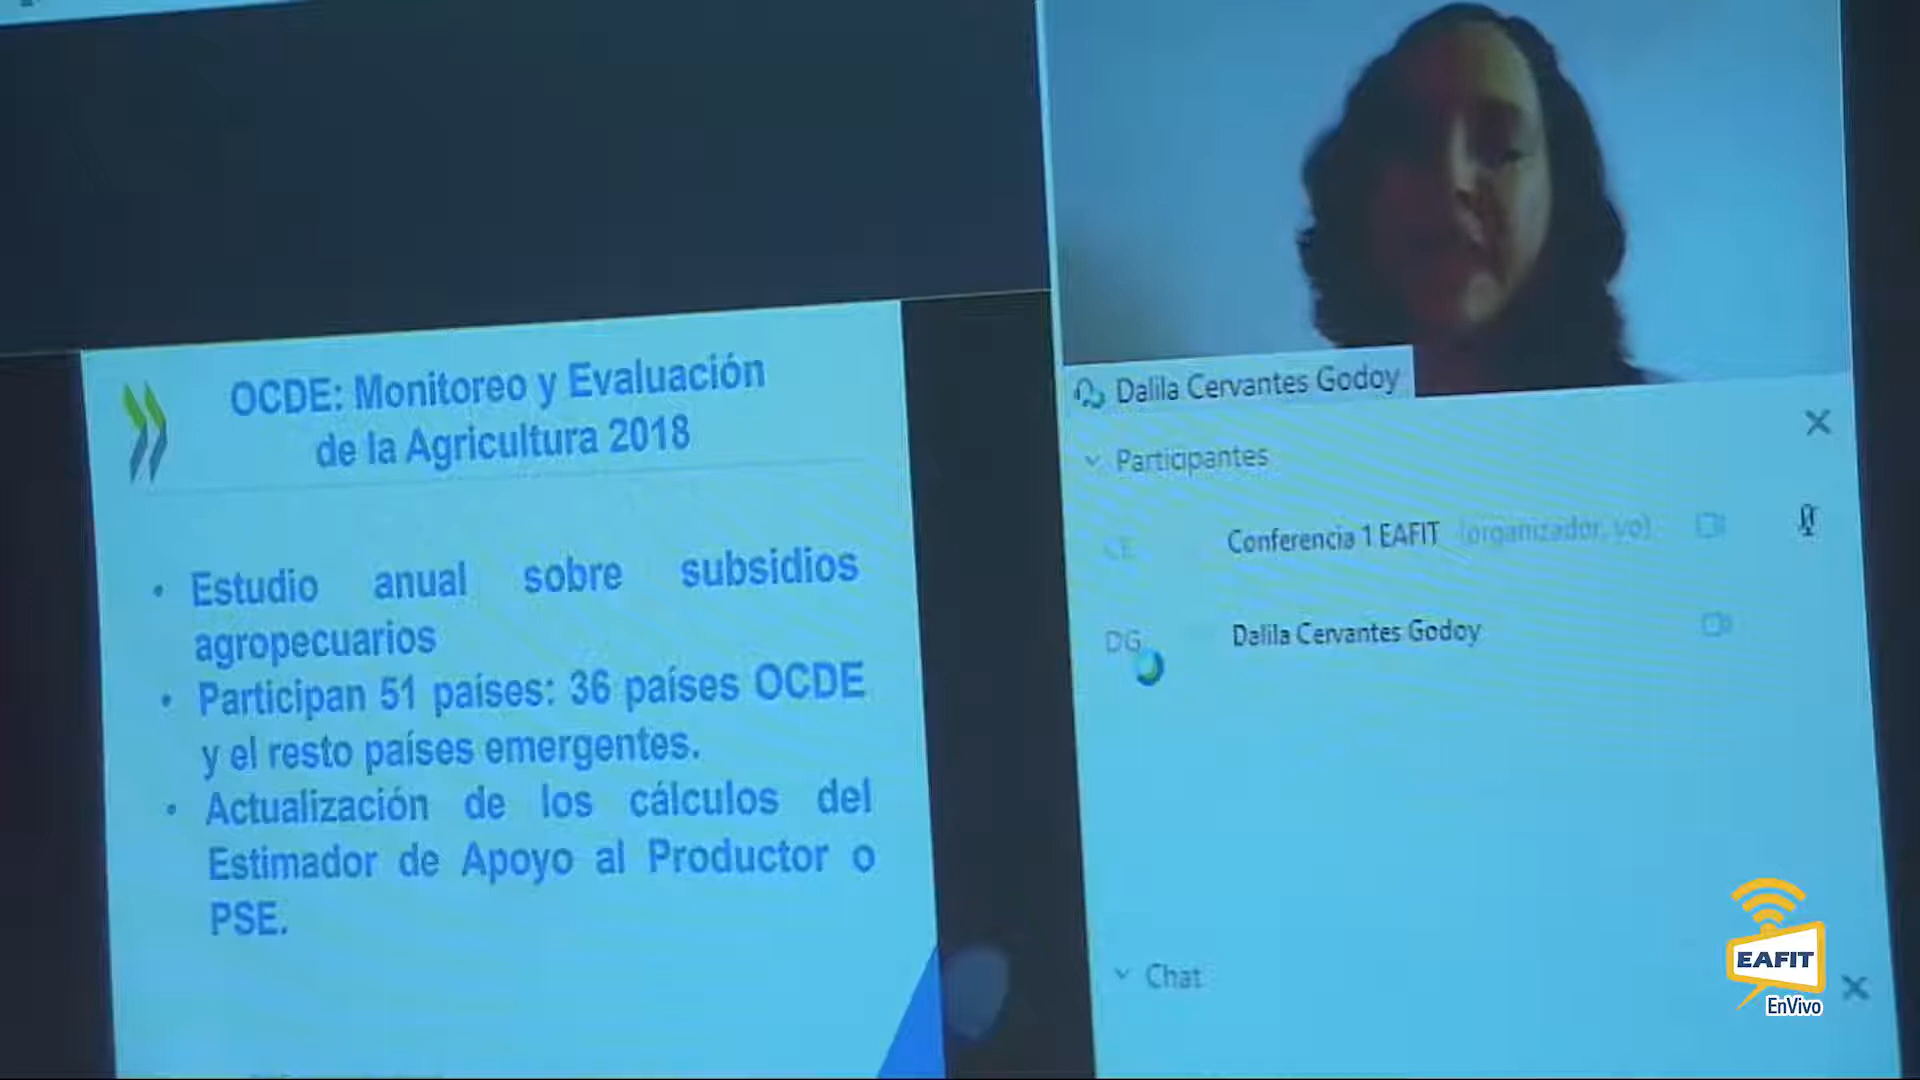 OCDE: Monitoreo y Evaluación
de la Agricultura 2018
• Estudio anual sobre subsidios
agropecuarios
• Participan 51 países: 36 países OCDE
y el resto países emergentes.
• Actualización de los cálculos del
Estimador de Apoyo al Productor o
PSE.
Dalila Cervantes Godoy
Participantes
CE Conferencia 1 EAFIT (organizador, yo)
DG Dalila Cervantes Godoy
Chat
EAFIT
EnVivo